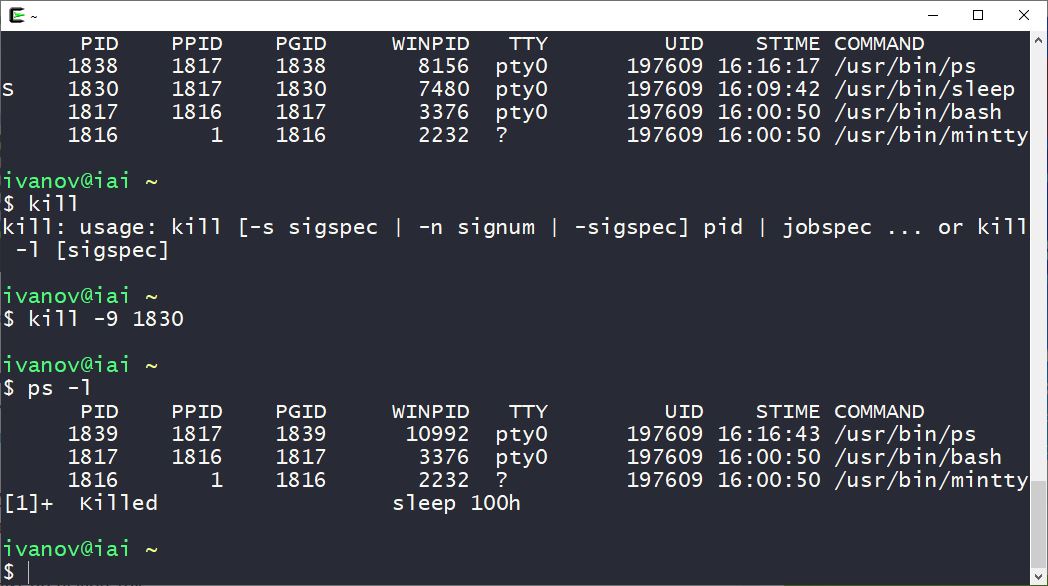 ~
PID PPID PGID WINPID TTY UID STIME COMMAND
1838 1817 1838 8156 pty0 197609 16:16:17 /usr/bin/ps
S 1830 1817 1830 7480 pty0 197609 16:09:42 /usr/bin/sleep
1817 1816 1817 3376 pty0 197609 16:00:50 /usr/bin/bash
1816 1 1816 2232 ? 197609 16:00:50 /usr/bin/mintty
ivanov@iai ~
$ kill
kill: usage: kill [-s sigspec | -n signum | -sigspec] pid | jobspec ... or kill
-l [sigspec]
ivanov@iai ~
$ kill -9 1830
ivanov@iai ~
$ ps -l
PID PPID PGID WINPID TTY UID STIME COMMAND
1839 1817 1839 10992 pty0 197609 16:16:43 /usr/bin/ps
1817 1816 1817 3376 pty0 197609 16:00:50 /usr/bin/bash
1816 1 1816 2232 ? 197609 16:00:50 /usr/bin/mintty
[1]+ Killed sleep 100h
ivanov@iai ~
$